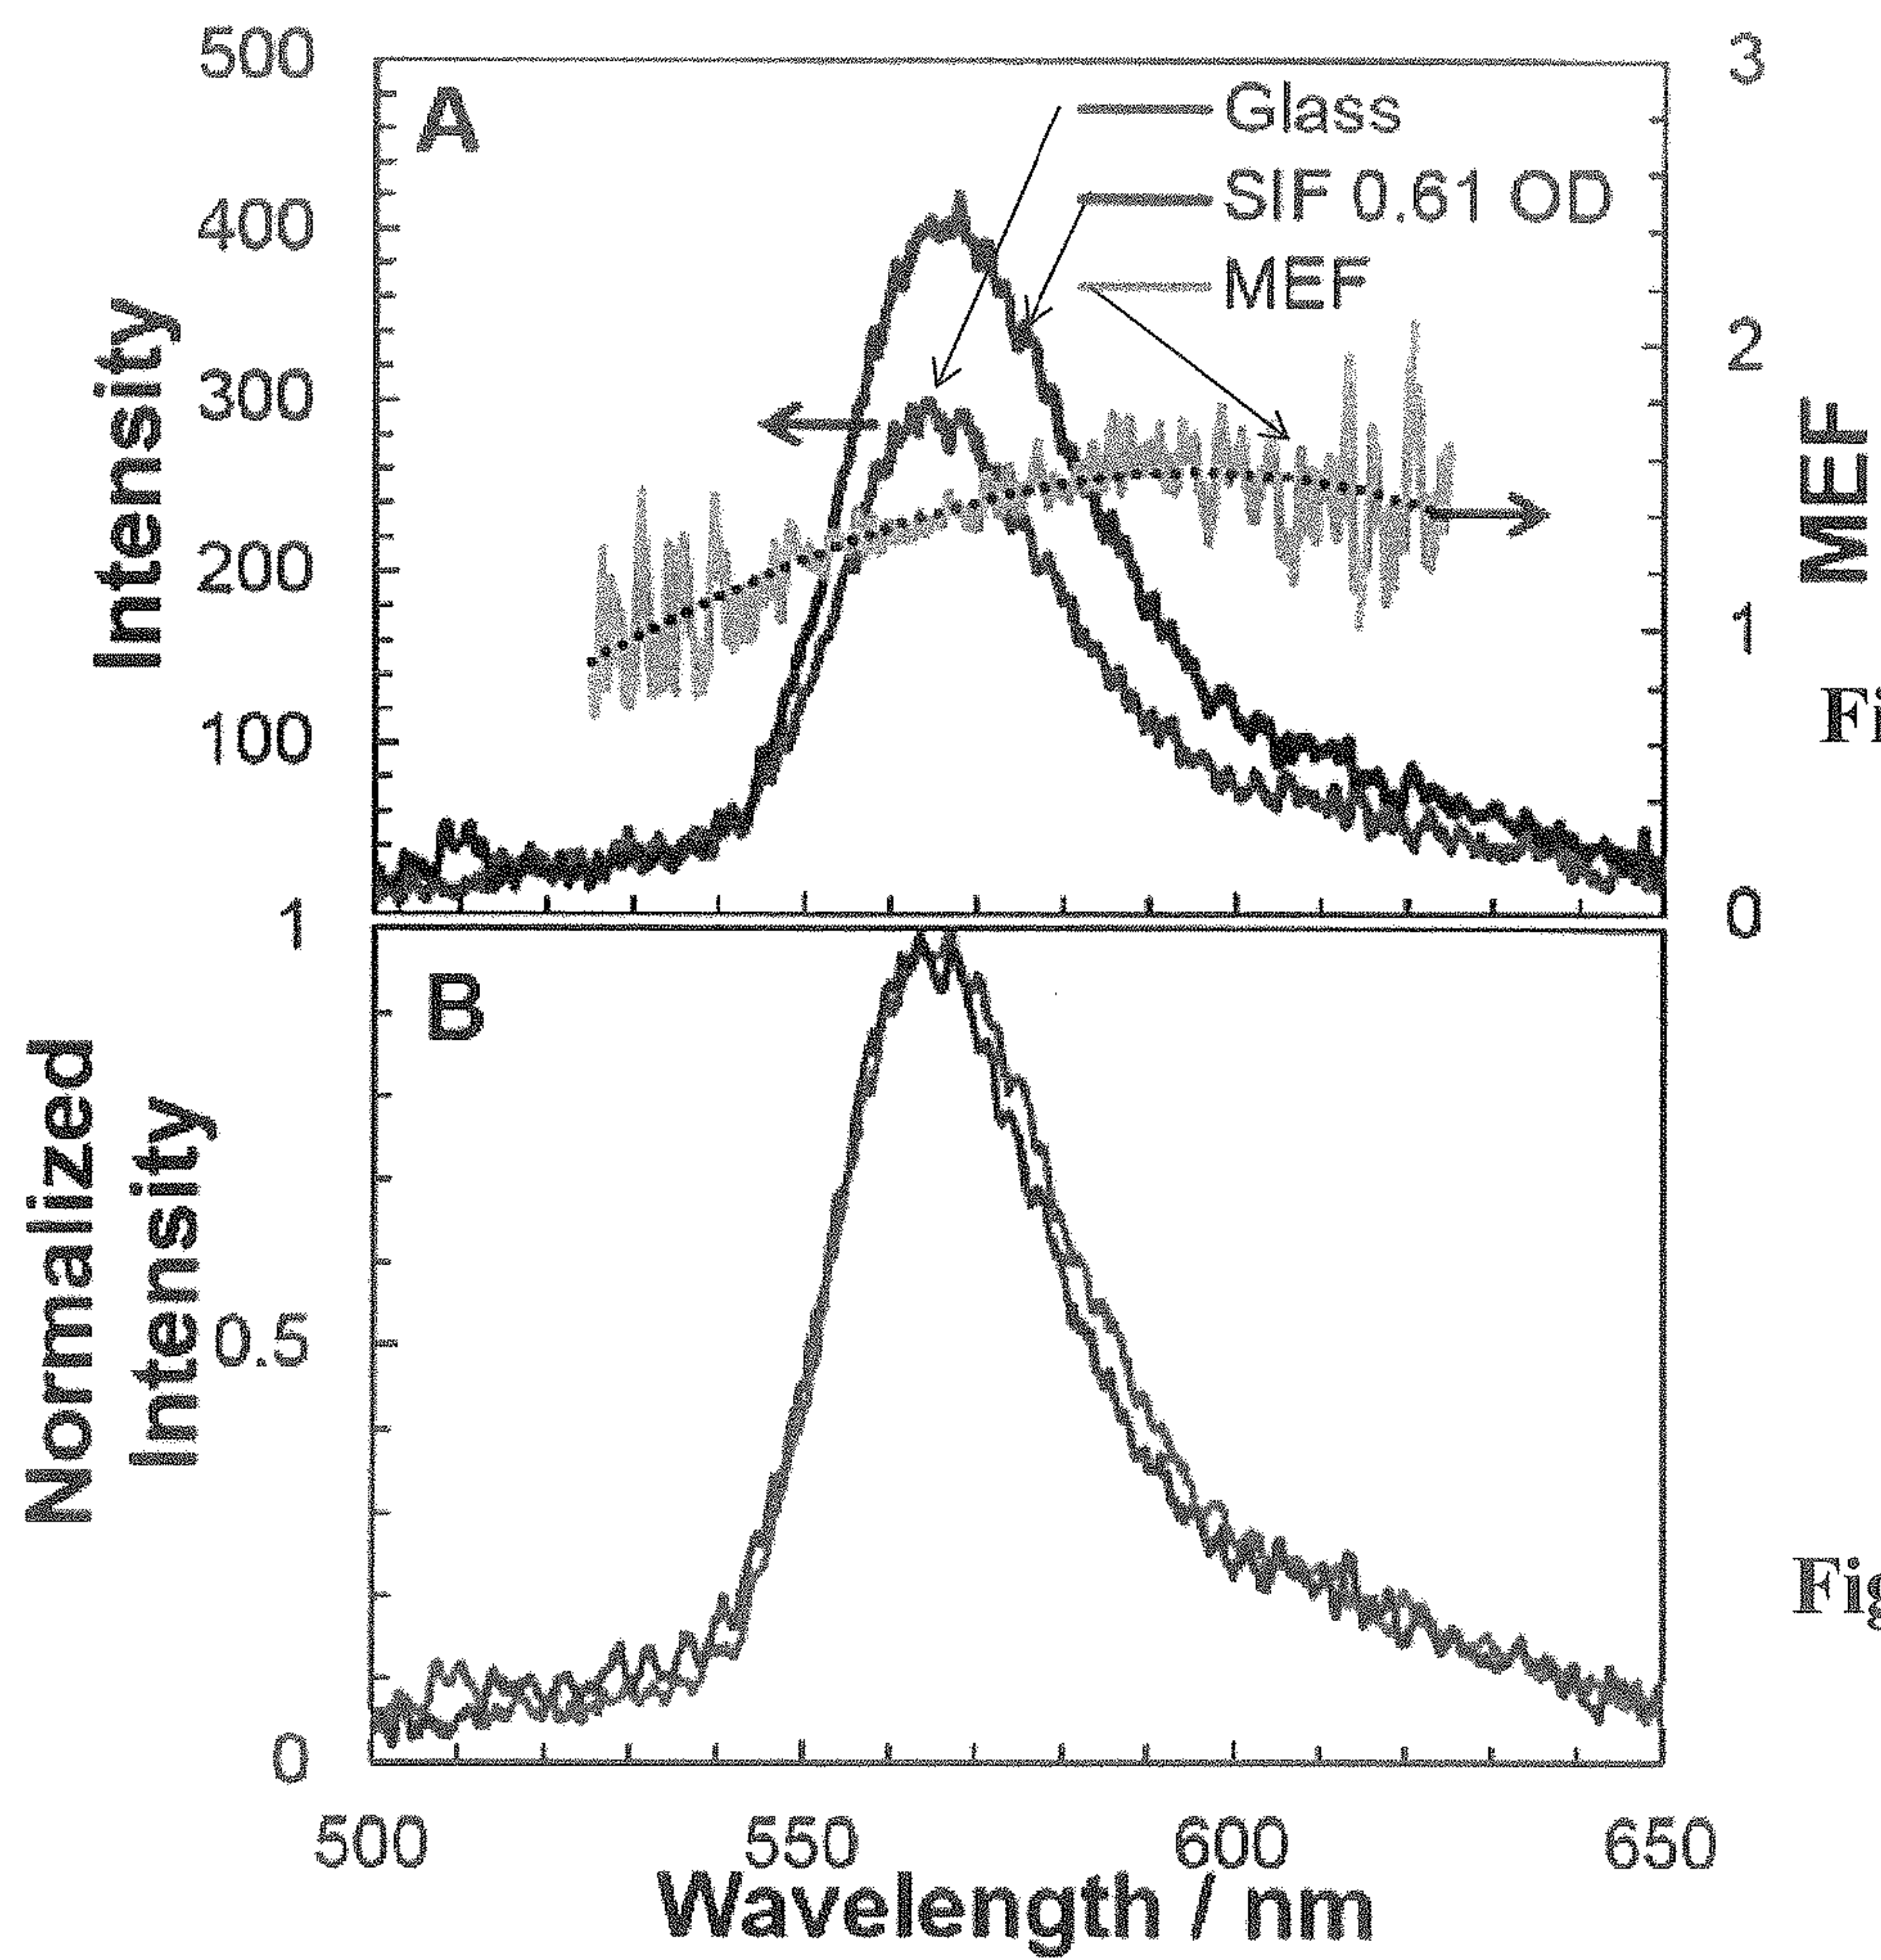 500
400
300
200
100
1
Intensity
A
Glass
SIF 0.61 OD
MEF
3
2
1
0
MEF
Fi
B
Normalized
Intensity
0.5
0
Fig
500
550
600
650
Wavelength / nm